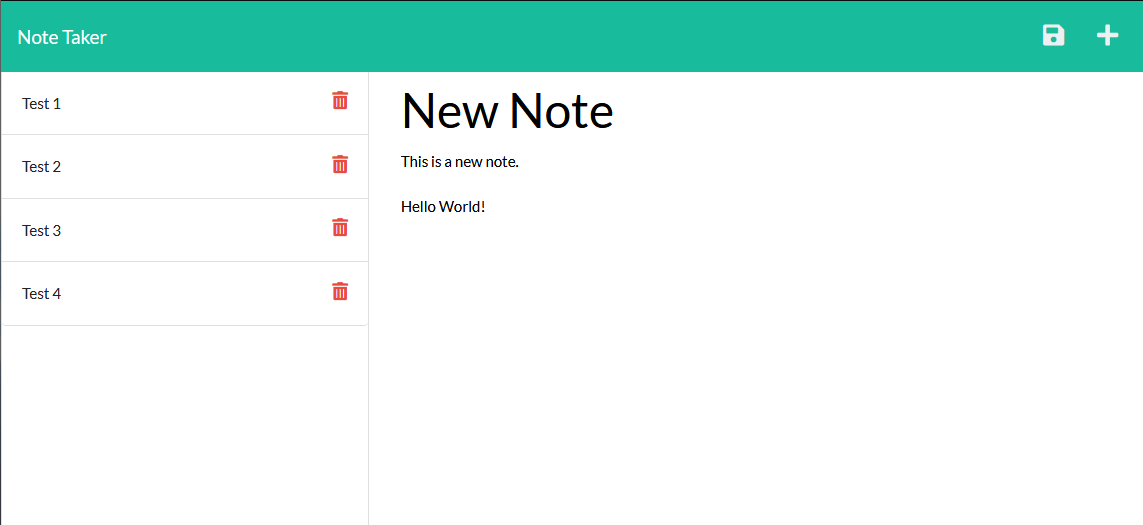 Note Taker
Test 1
Test 2
Test 3
Test 4
New Note
This is a new note.
Hello World!